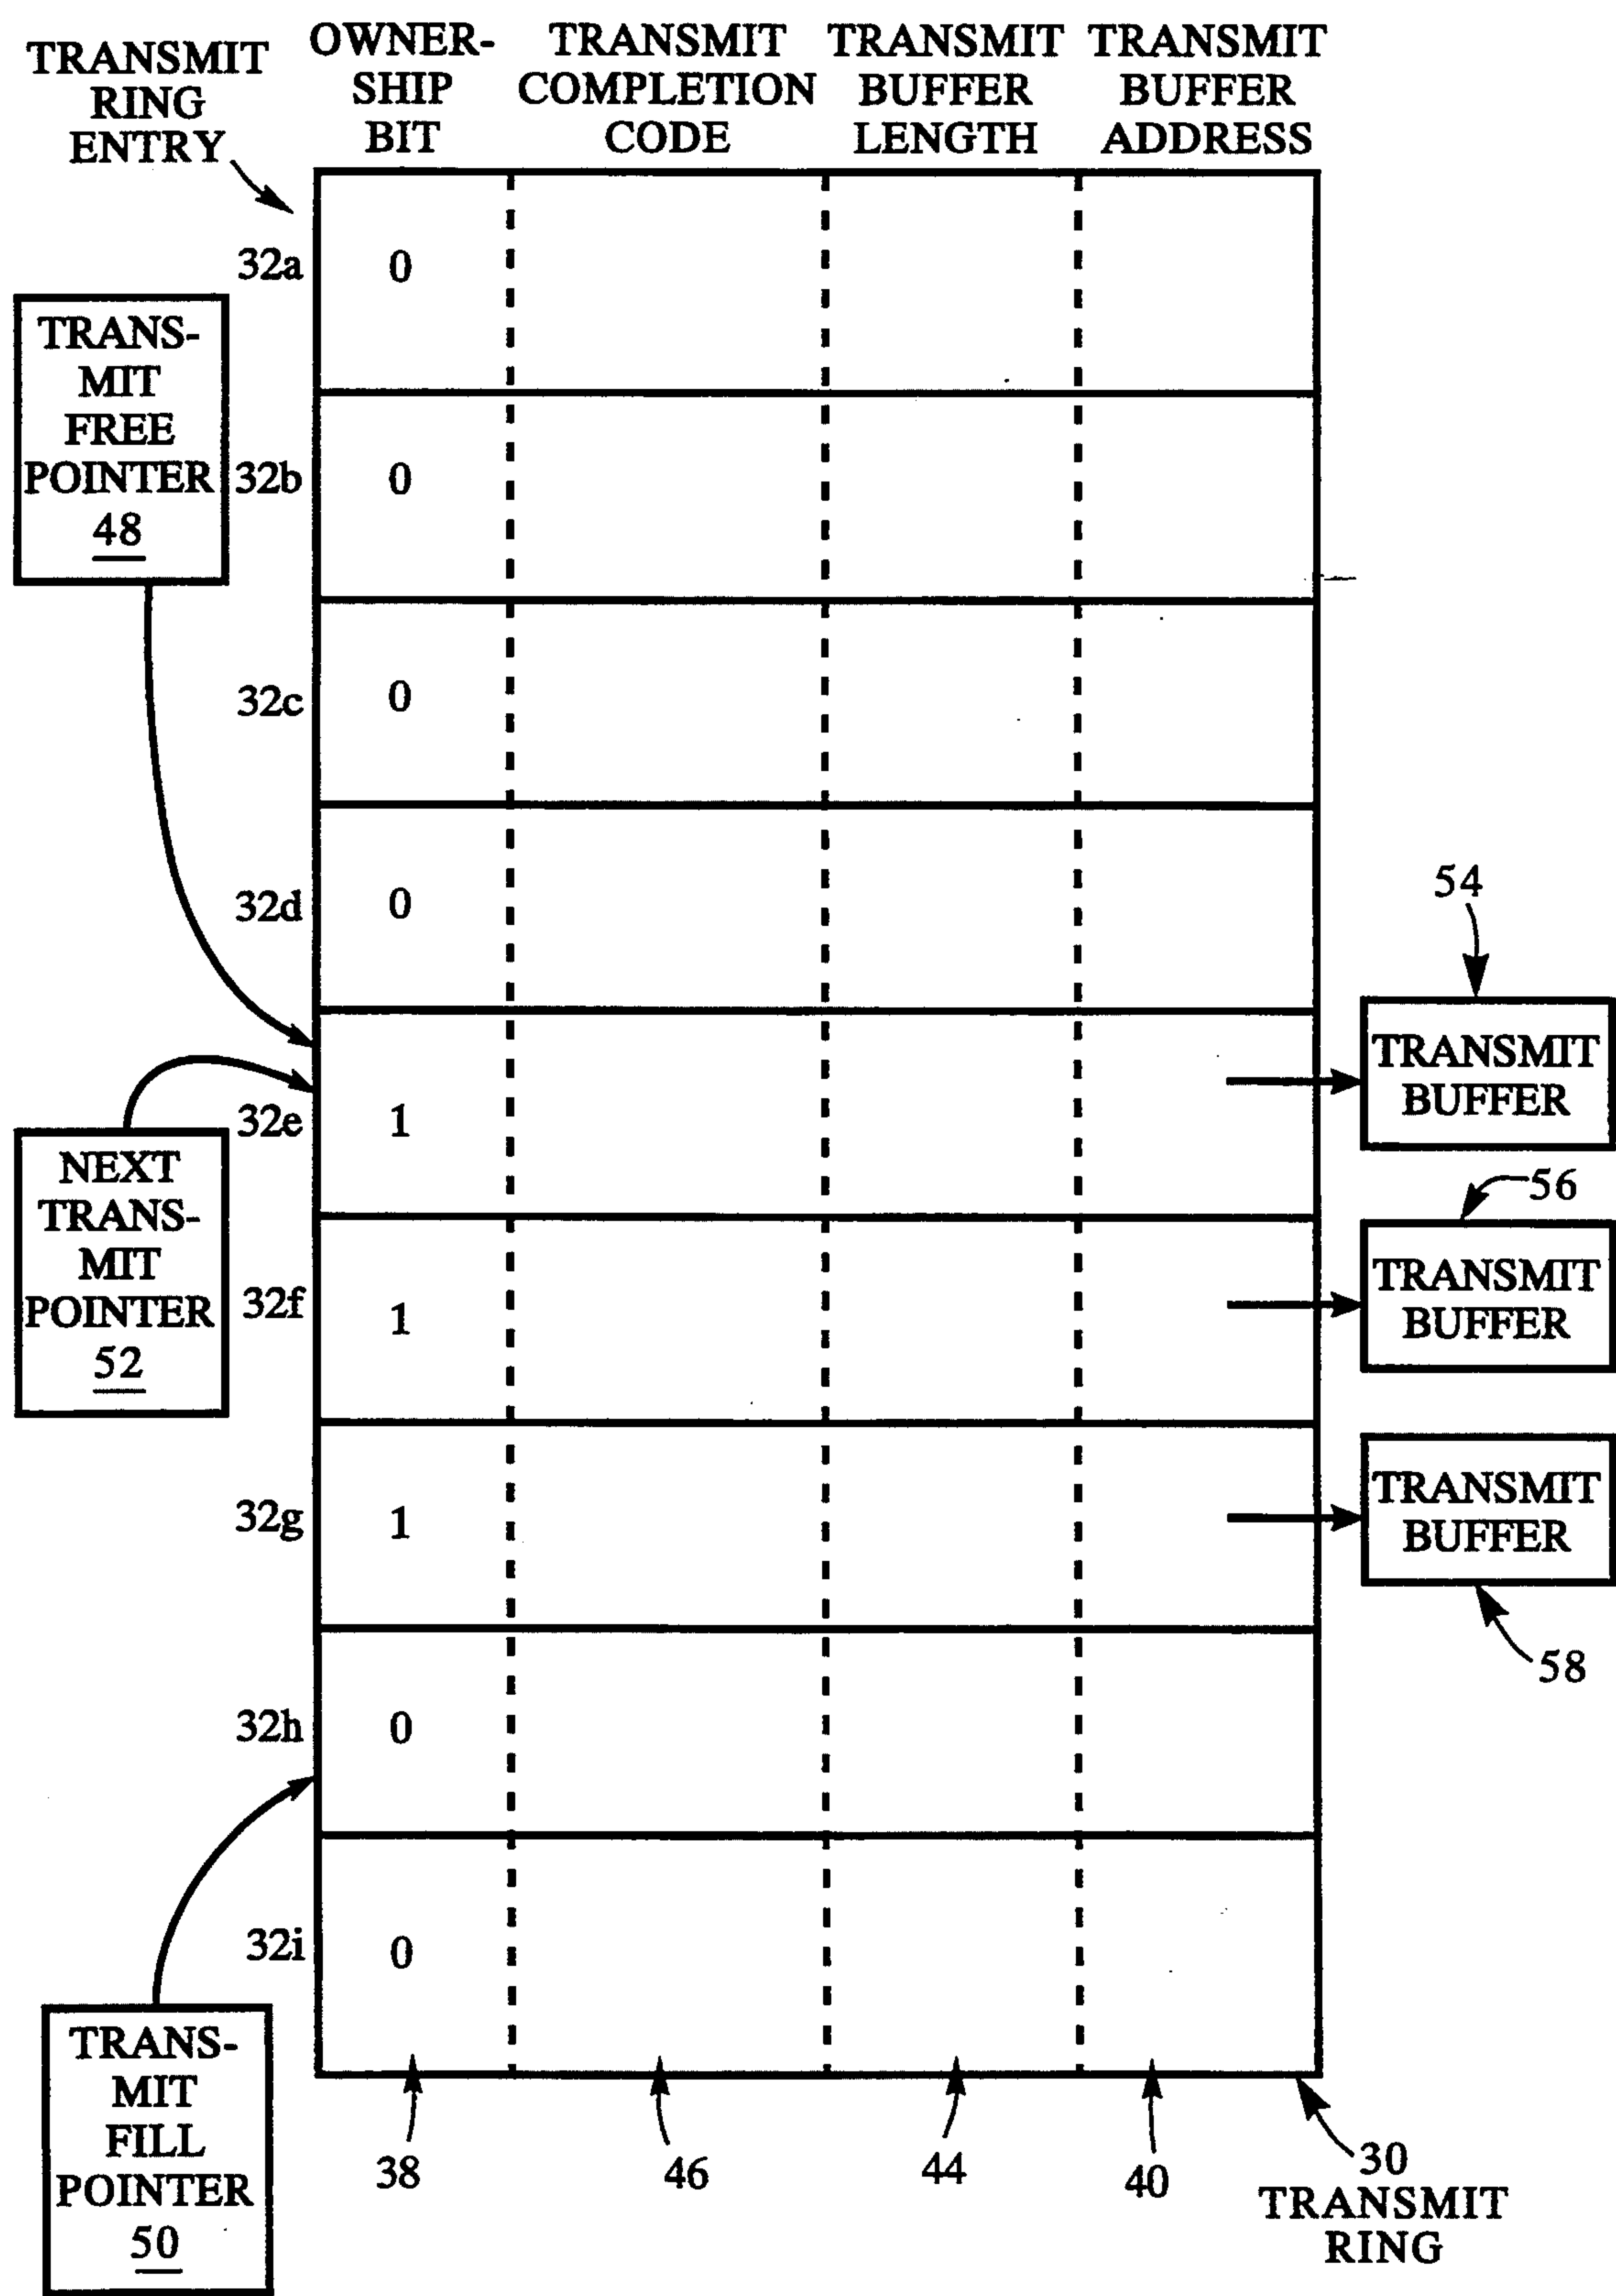 TRANSMIT
RING
ENTRY
OWNER-
SHIP
BIT
TRANSMIT
COMPLETION
CODE
TRANSMIT
BUFFER
LENGTH
TRANSMIT
BUFFER
ADDRESS
32a
0
TRANS-
MIT
FREE
POINTER
48
32b
0
32c
0
32d
0
54
TRANSMIT
BUFFER
32e
1
NEXT
TRANS-
MIT
POINTER
52
56
TRANSMIT
BUFFER
32f
1
32g
1
TRANSMIT
BUFFER
58
32h
0
32i
0
TRANS-
MIT
FILL
POINTER
50
38
46
44
40
30
TRANSMIT
RING